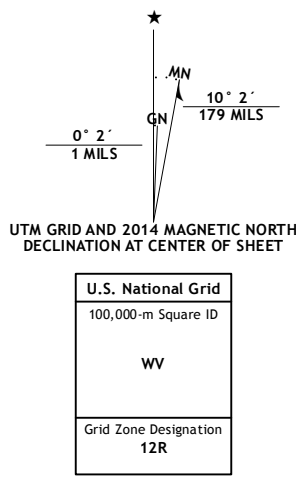 ★
MN
GN
10° 2´
179 MILS
0° 2´
1 MILS
UTM GRID AND 2014 MAGNETIC NORTH
DECLINATION AT CENTER OF SHEET
U.S. National Grid
100,000-m Square ID
WV
Grid Zone Designation
12R